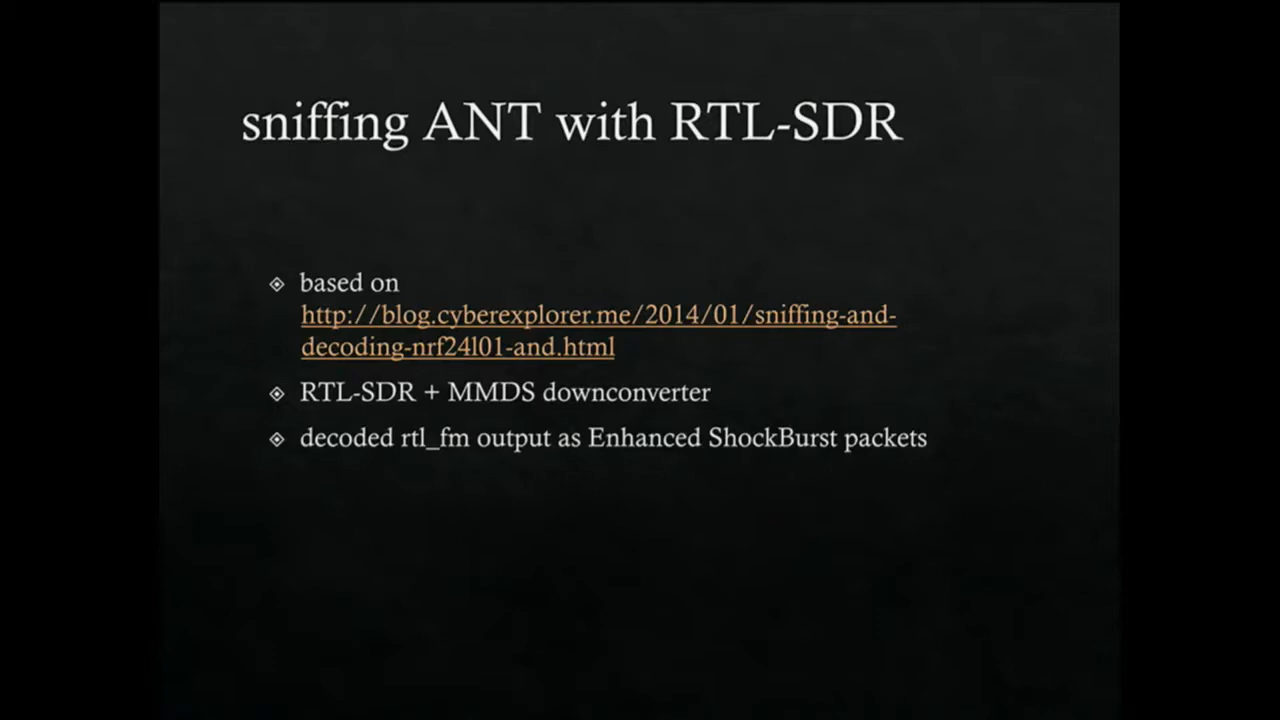 sniffing ANT with RTL-SDR
based on
http://blog.cyberexplorer.me/2014/01/sniffing-and-
decoding-nrf24l01-and.html
RTL-SDR + MMDS downconverter
decoded rtl_fm output as Enhanced ShockBurst packets